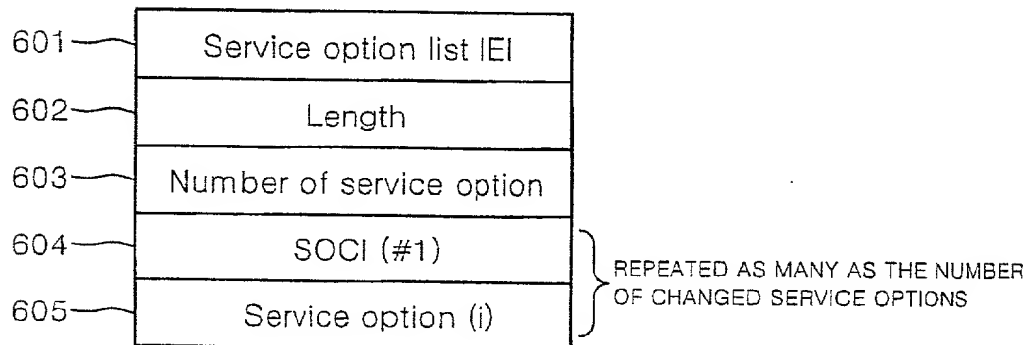 601 Service option list IEI
602 Length
603 Number of service option
604 SOCI (#1)
REPEATED AS MANY AS THE NUMBER
OF CHANGED SERVICE OPTIONS
605 Service option (i)